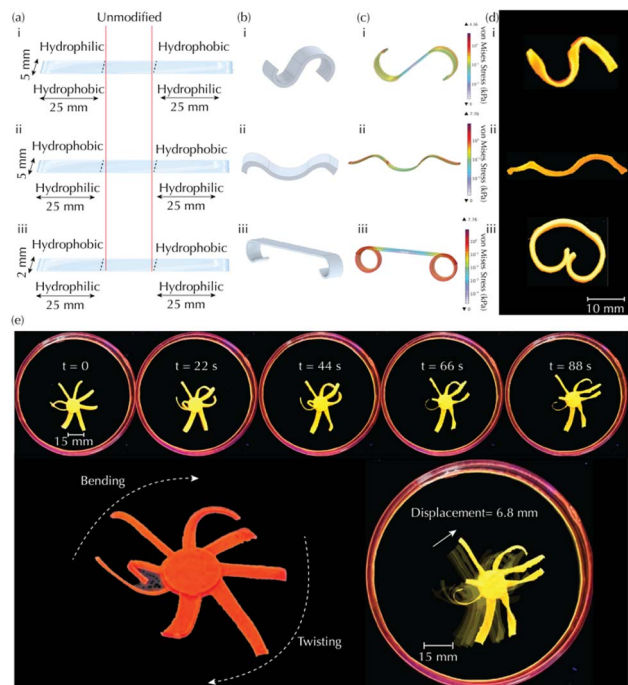 (a)
Unmodified
(b)
(c)
(d)
i
Hydrophilic
Hydrophobic
5 mm
Hydrophobic
Hydrophilic
25 mm
25 mm
i
i
von Mises Stress (kPa)
i
ii
Hydrophobic
Hydrophobic
5 mm
Hydrophilic
Hydrophilic
25 mm
25 mm
ii
ii
von Mises Stress (kPa)
ii
iii
Hydrophobic
Hydrophobic
2 mm
Hydrophilic
Hydrophilic
25 mm
25 mm
iii
iii
von Mises Stress (kPa)
iii
10 mm
(e)
t = 0
t = 22 s
t = 44 s
t = 66 s
t = 88 s
15 mm
Bending
Twisting
Displacement= 6.8 mm
15 mm